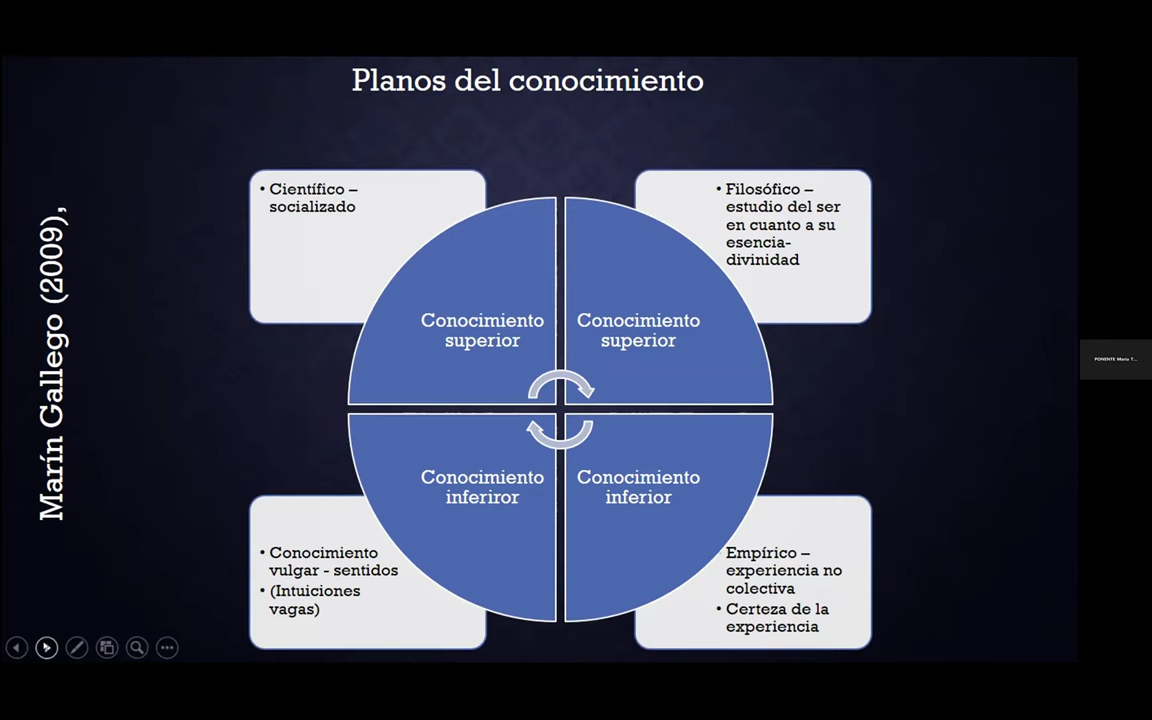 Planos del conocimiento
Marín Gallego (2009),
• Científico –
socializado
• Filosófico –
estudio del ser
en cuanto a su
esencia-
divinidad
Conocimiento
superior
Conocimiento
superior
Conocimiento
inferiror
Conocimiento
inferior
• Conocimiento
vulgar - sentidos
• (Intuiciones
vagas)
Empírico –
experiencia no
colectiva
• Certeza de la
experiencia
PONENTE Maria T...